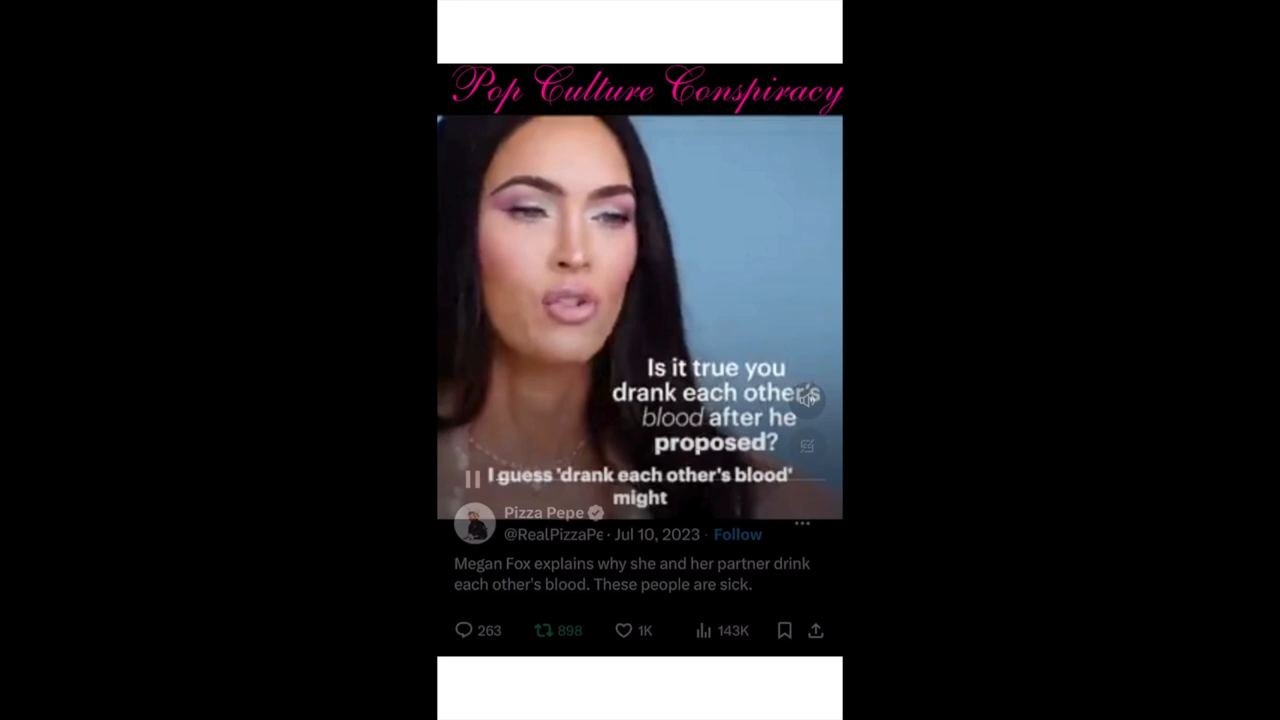 Pop Culture Conspiracy
Is it true you
drank each other's
blood after he
proposed?
I guess 'drank each other's blood'
might
Pizza Pepe
@RealPizzaPe · Jul 10, 2023 · Follow
Megan Fox explains why she and her partner drink
each other's blood. These people are sick.
263 898 1K 143K